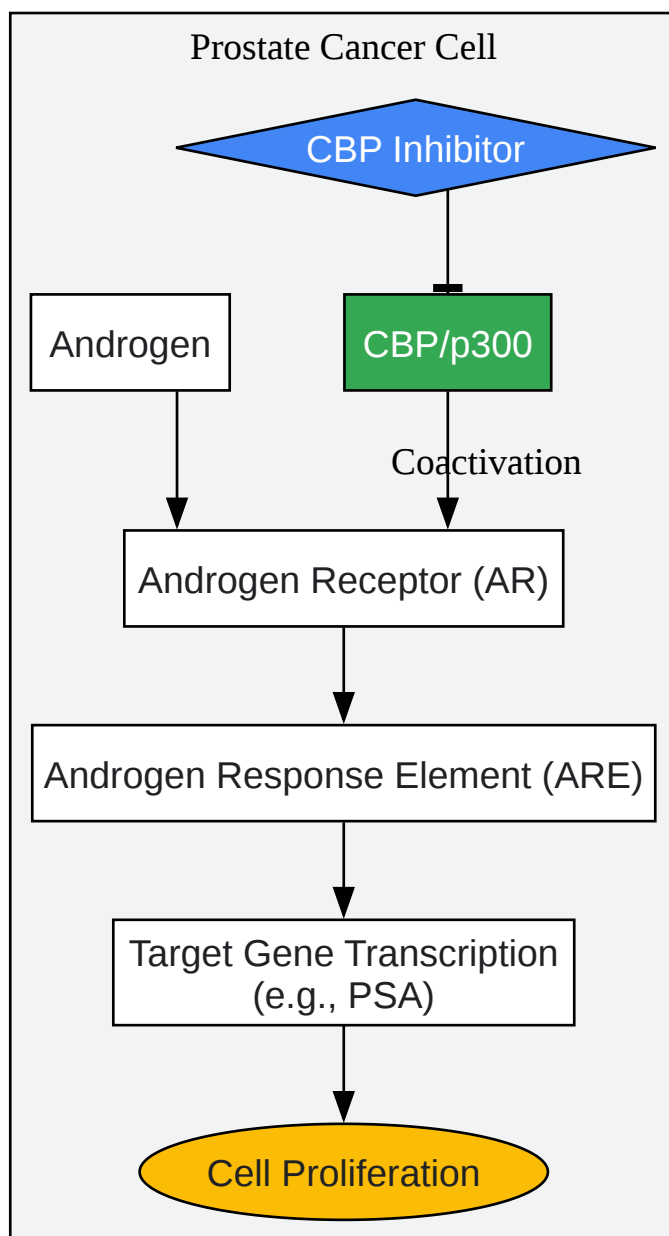 Prostate Cancer Cell
CBP Inhibitor
Androgen
CBP/p300
Coactivation
Androgen Receptor (AR)
Androgen Response Element (ARE)
Target Gene Transcription
(e.g., PSA)
Cell Proliferation